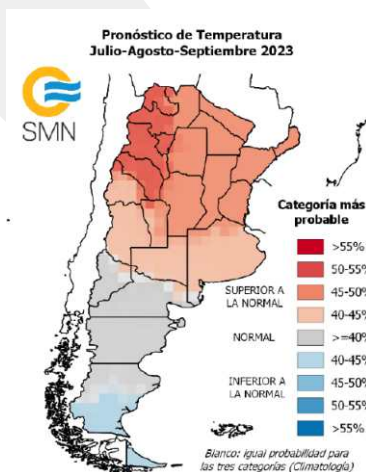 Pronóstico de Temperatura
Julio-Agosto-Septiembre 2023
SMN
Categoría más
probable
>55%
50-55%
45-50%
SUPERIOR A
LA NORMAL
40-45%
NORMAL
>=40%
INFERIOR A
LA NORMAL
40-45%
45-50%
50-55%
>55%
Blanco: igual probabilidad para
las tres categorías (Climatología)